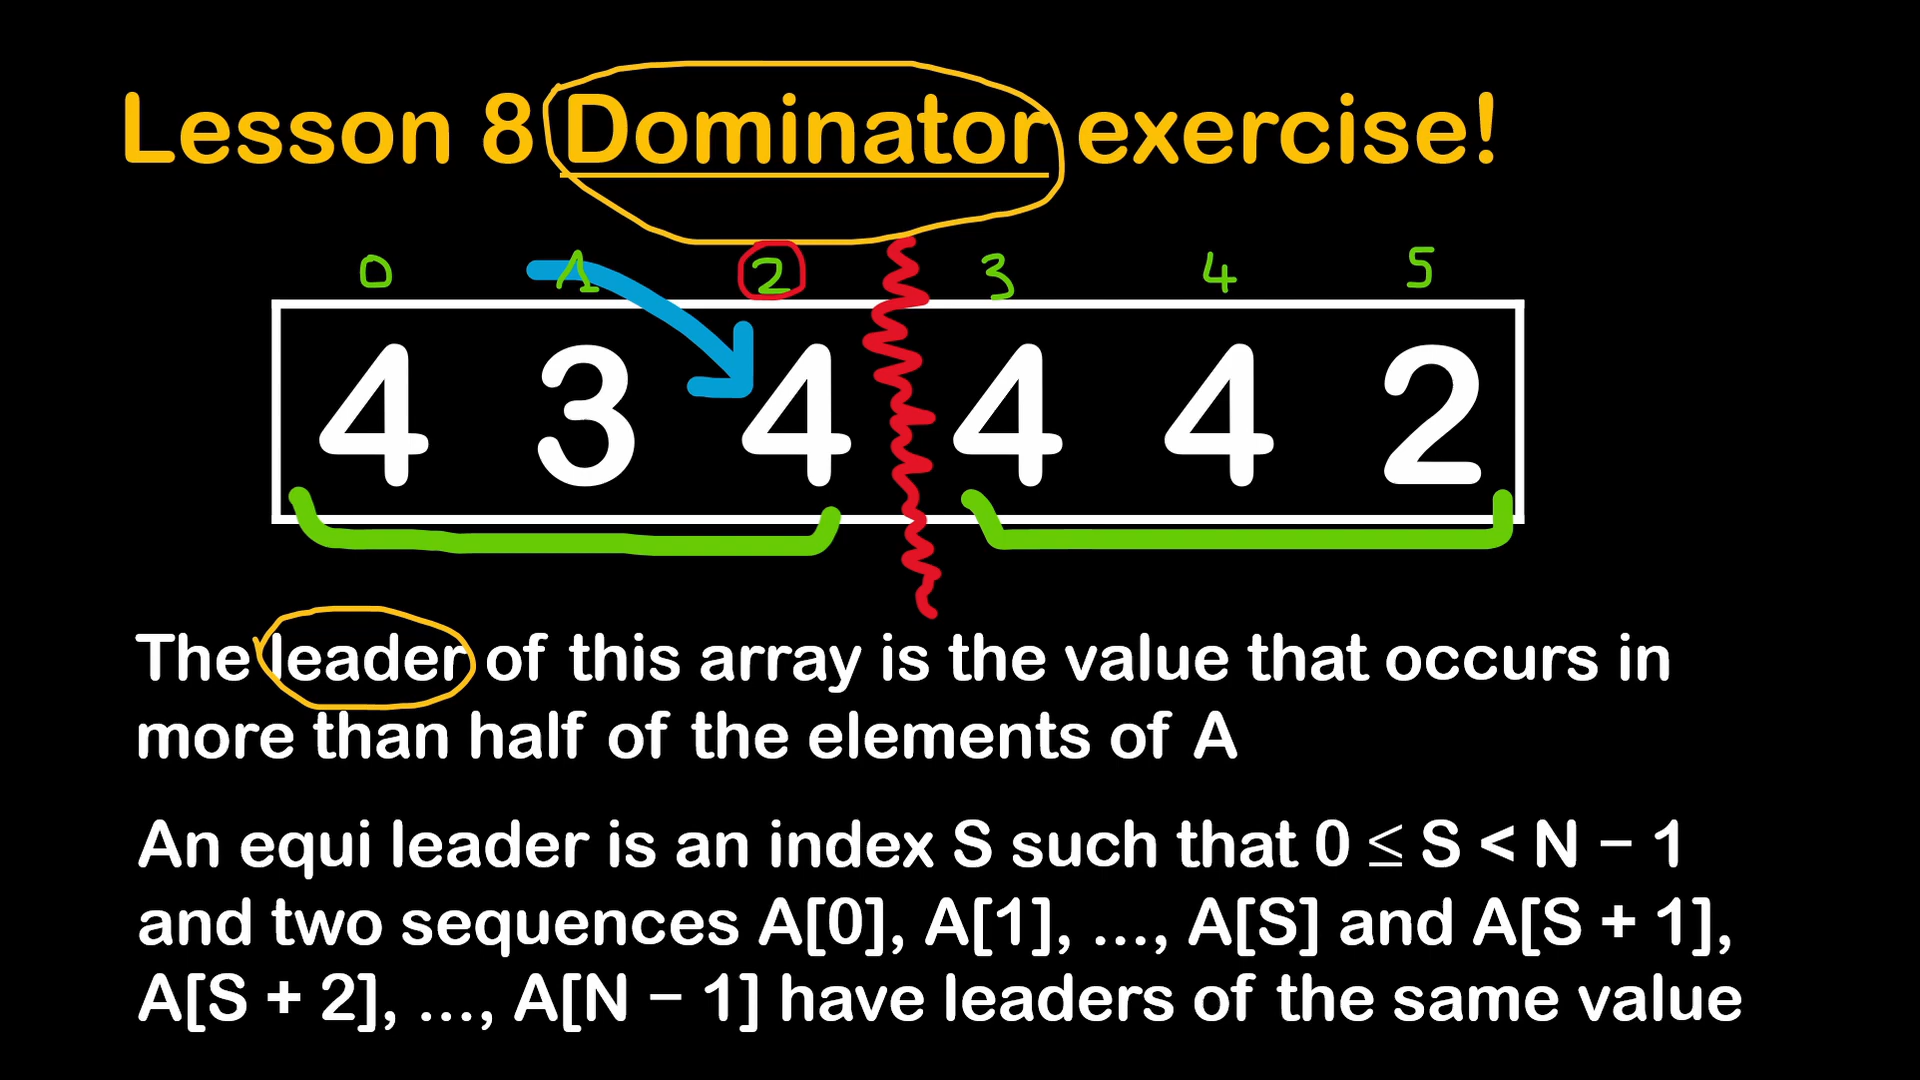 Lesson 8 Dominator exercise!
0 1 2 3 4 5
4 3 4 4 4 2
The leader of this array is the value that occurs in
more than half of the elements of A
An equi leader is an index S such that 0 ≤ S < N − 1
and two sequences A[0], A[1], ..., A[S] and A[S + 1],
A[S + 2], ..., A[N − 1] have leaders of the same value